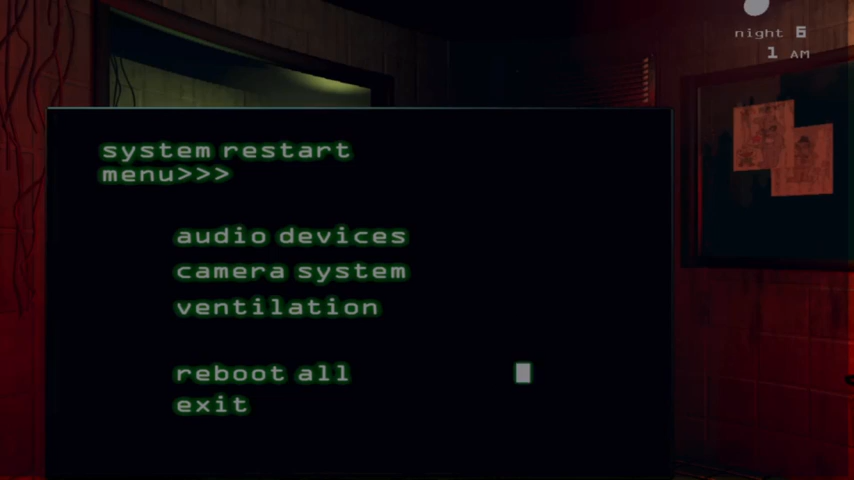 night 6
1 AM
system restart
menu>>>
audio devices
camera system
ventilation
reboot all
exit